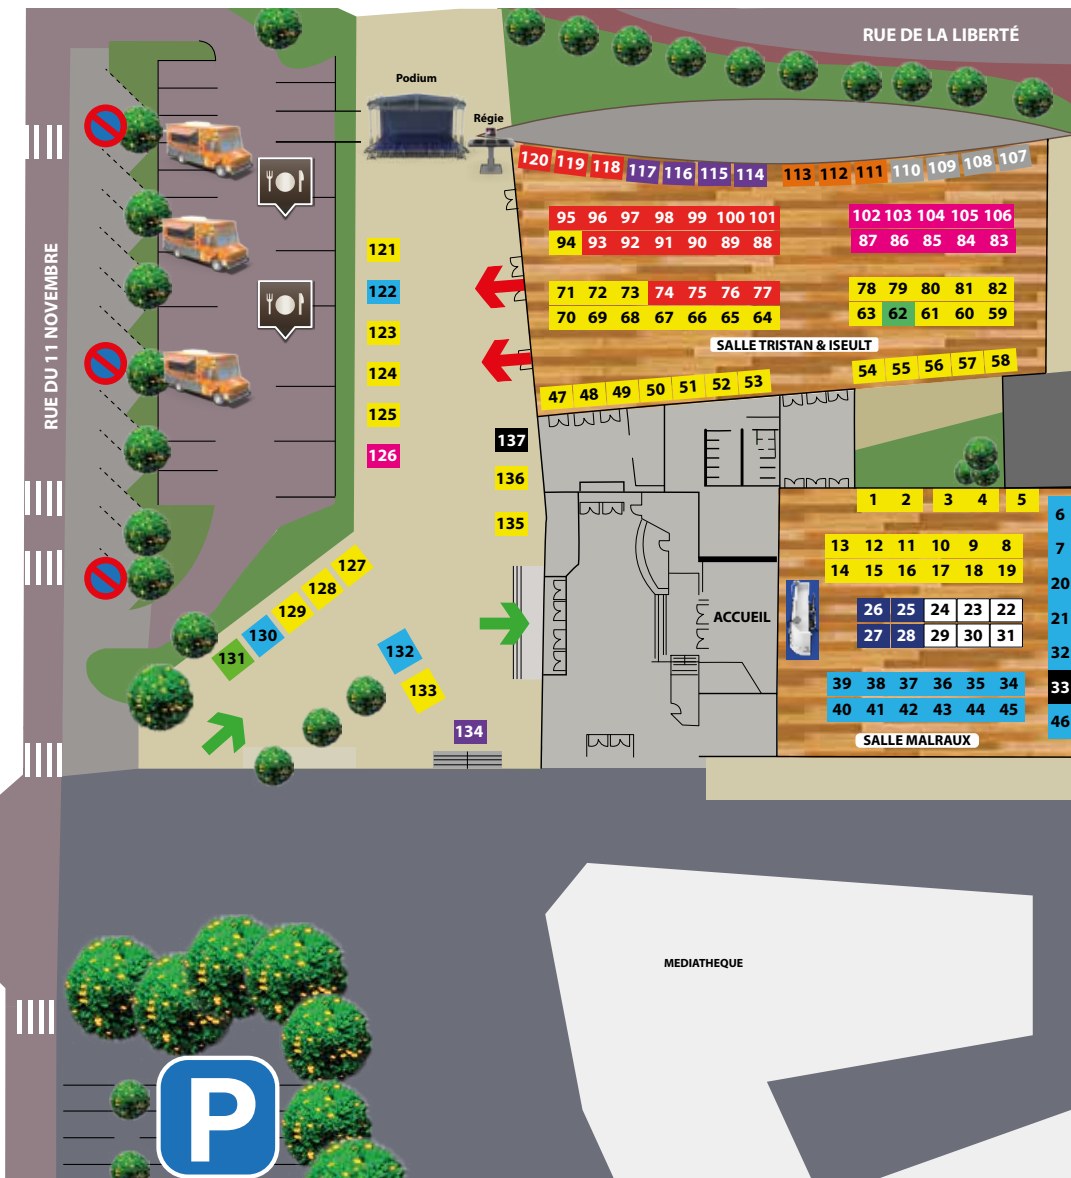 RUE DE LA LIBERTÉ
Podium
Régie
120 119 118 117 116 115 114 113 112 111 110 109 108 107
95 96 97 98 99 100 101
94 93 92 91 90 89 88
102 103 104 105 106
87 86 85 84 83
71 72 73 74 75 76 77
70 69 68 67 66 65 64
78 79 80 81 82
63 62 61 60 59
SALLE TRISTAN & ISEULT
47 48 49 50 51 52 53
54 55 56 57 58
RUE DU 11 NOVEMBRE
121
122
123
124
125
126
137
136
135
127
128
129
130
131
132
133
134
ACCUEIL
1 2 3 4 5
6
7
20
21
32
33
46
13 12 11 10 9 8
14 15 16 17 18 19
26 25 24 23 22
27 28 29 30 31
39 38 37 36 35 34
40 41 42 43 44 45
SALLE MALRAUX
MEDIATHEQUE
P